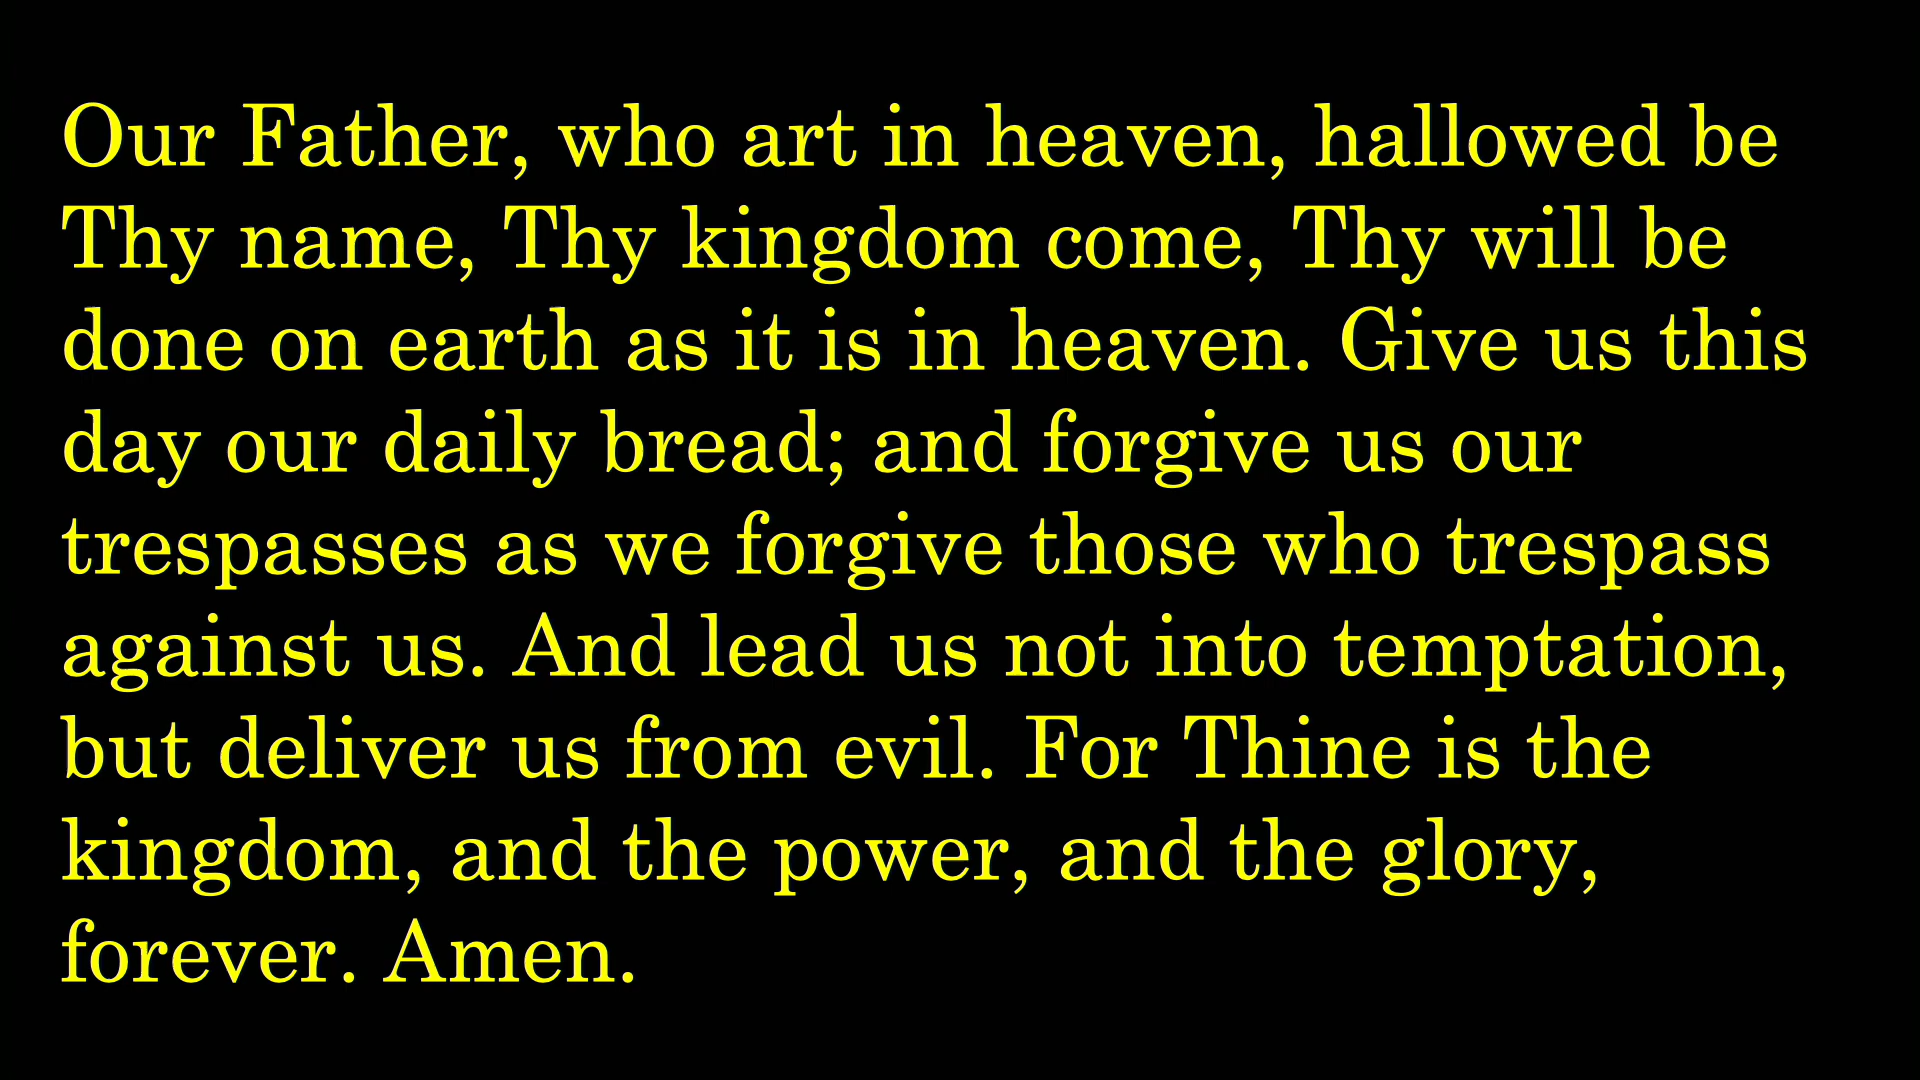 Our Father, who art in heaven, hallowed be
Thy name, Thy kingdom come, Thy will be
done on earth as it is in heaven. Give us this
day our daily bread; and forgive us our
trespasses as we forgive those who trespass
against us. And lead us not into temptation,
but deliver us from evil. For Thine is the
kingdom, and the power, and the glory,
forever. Amen.